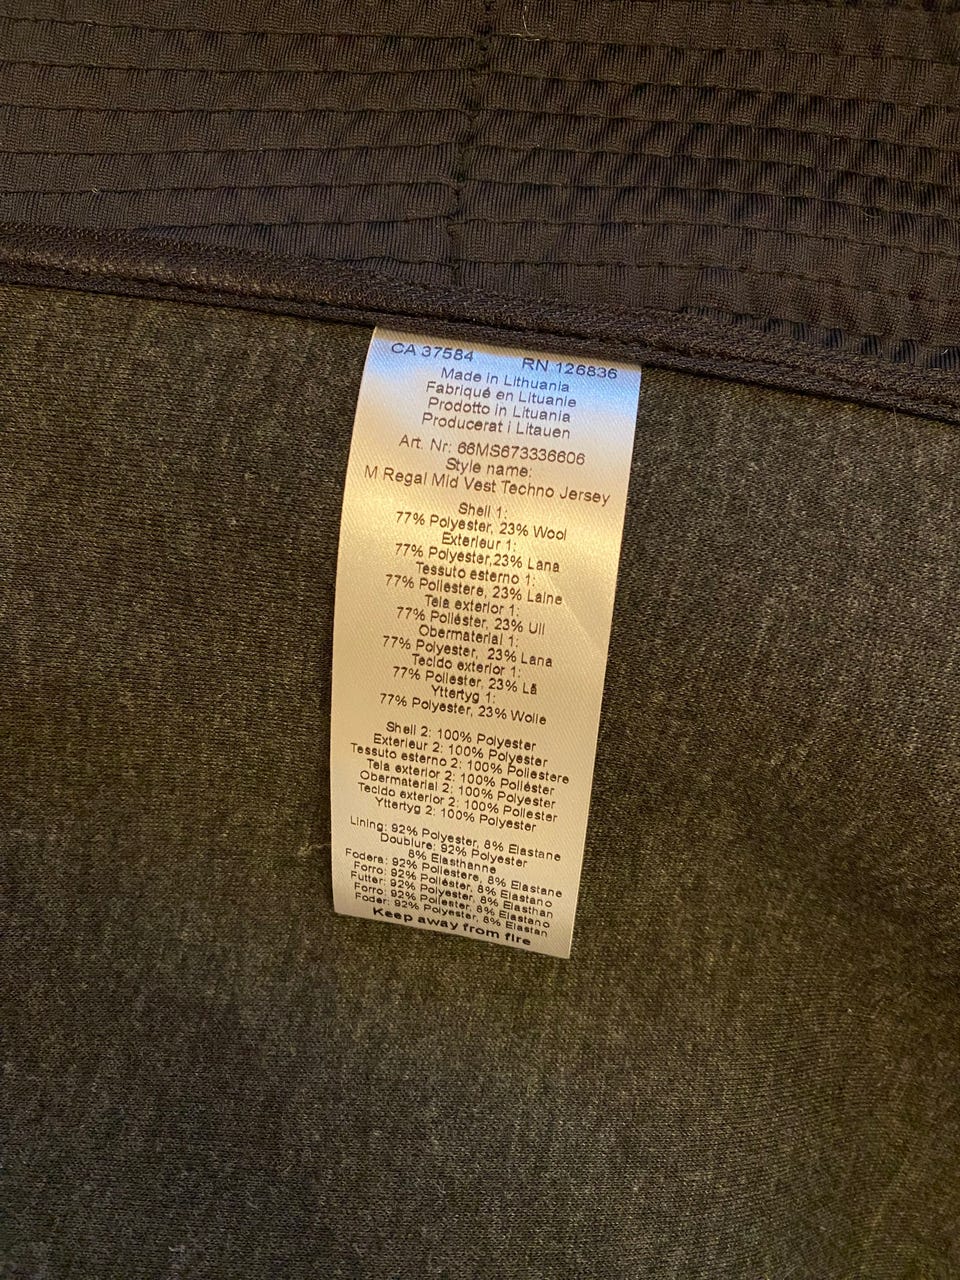 CA 37584 RN 126836
Made in Lithuania
Fabriqué en Lituanie
Prodotto in Lituania
Producerat i Litauen
Art. Nr: 66MS673336606
Style name:
M Regal Mid Vest Techno Jersey
Shell 1:
77% Polyester, 23% Wool
Exterieur 1:
77% Polyester,23% Lana
Tessuto esterno 1:
77% Poliestere, 23% Laine
Tela exterior 1:
77% Poliéster, 23% Ull
Obermaterial 1:
77% Polyester, 23% Lana
Tecido exterior 1:
77% Poliester, 23% Lã
Yttertyg 1:
77% Polyester, 23% Wolle
Shell 2: 100% Polyester
Exterieur 2: 100% Polyester
Tessuto esterno 2: 100% Poliestere
Tela exterior 2: 100% Poliéster
Obermaterial 2: 100% Polyester
Tecido exterior 2: 100% Poliester
Yttertyg 2: 100% Polyester
Lining: 92% Polyester, 8% Elastane
Doublure: 92% Polyester
8% Elasthanne
Fodera: 92% Poliestere, 8% Elastane
Forro: 92% Poliéster, 8% Elastano
Futter: 92% Polyester, 8% Elasthan
Forro: 92% Poliester, 8% Elastano
Foder: 92% Polyester, 8% Elastan
Keep away from fire